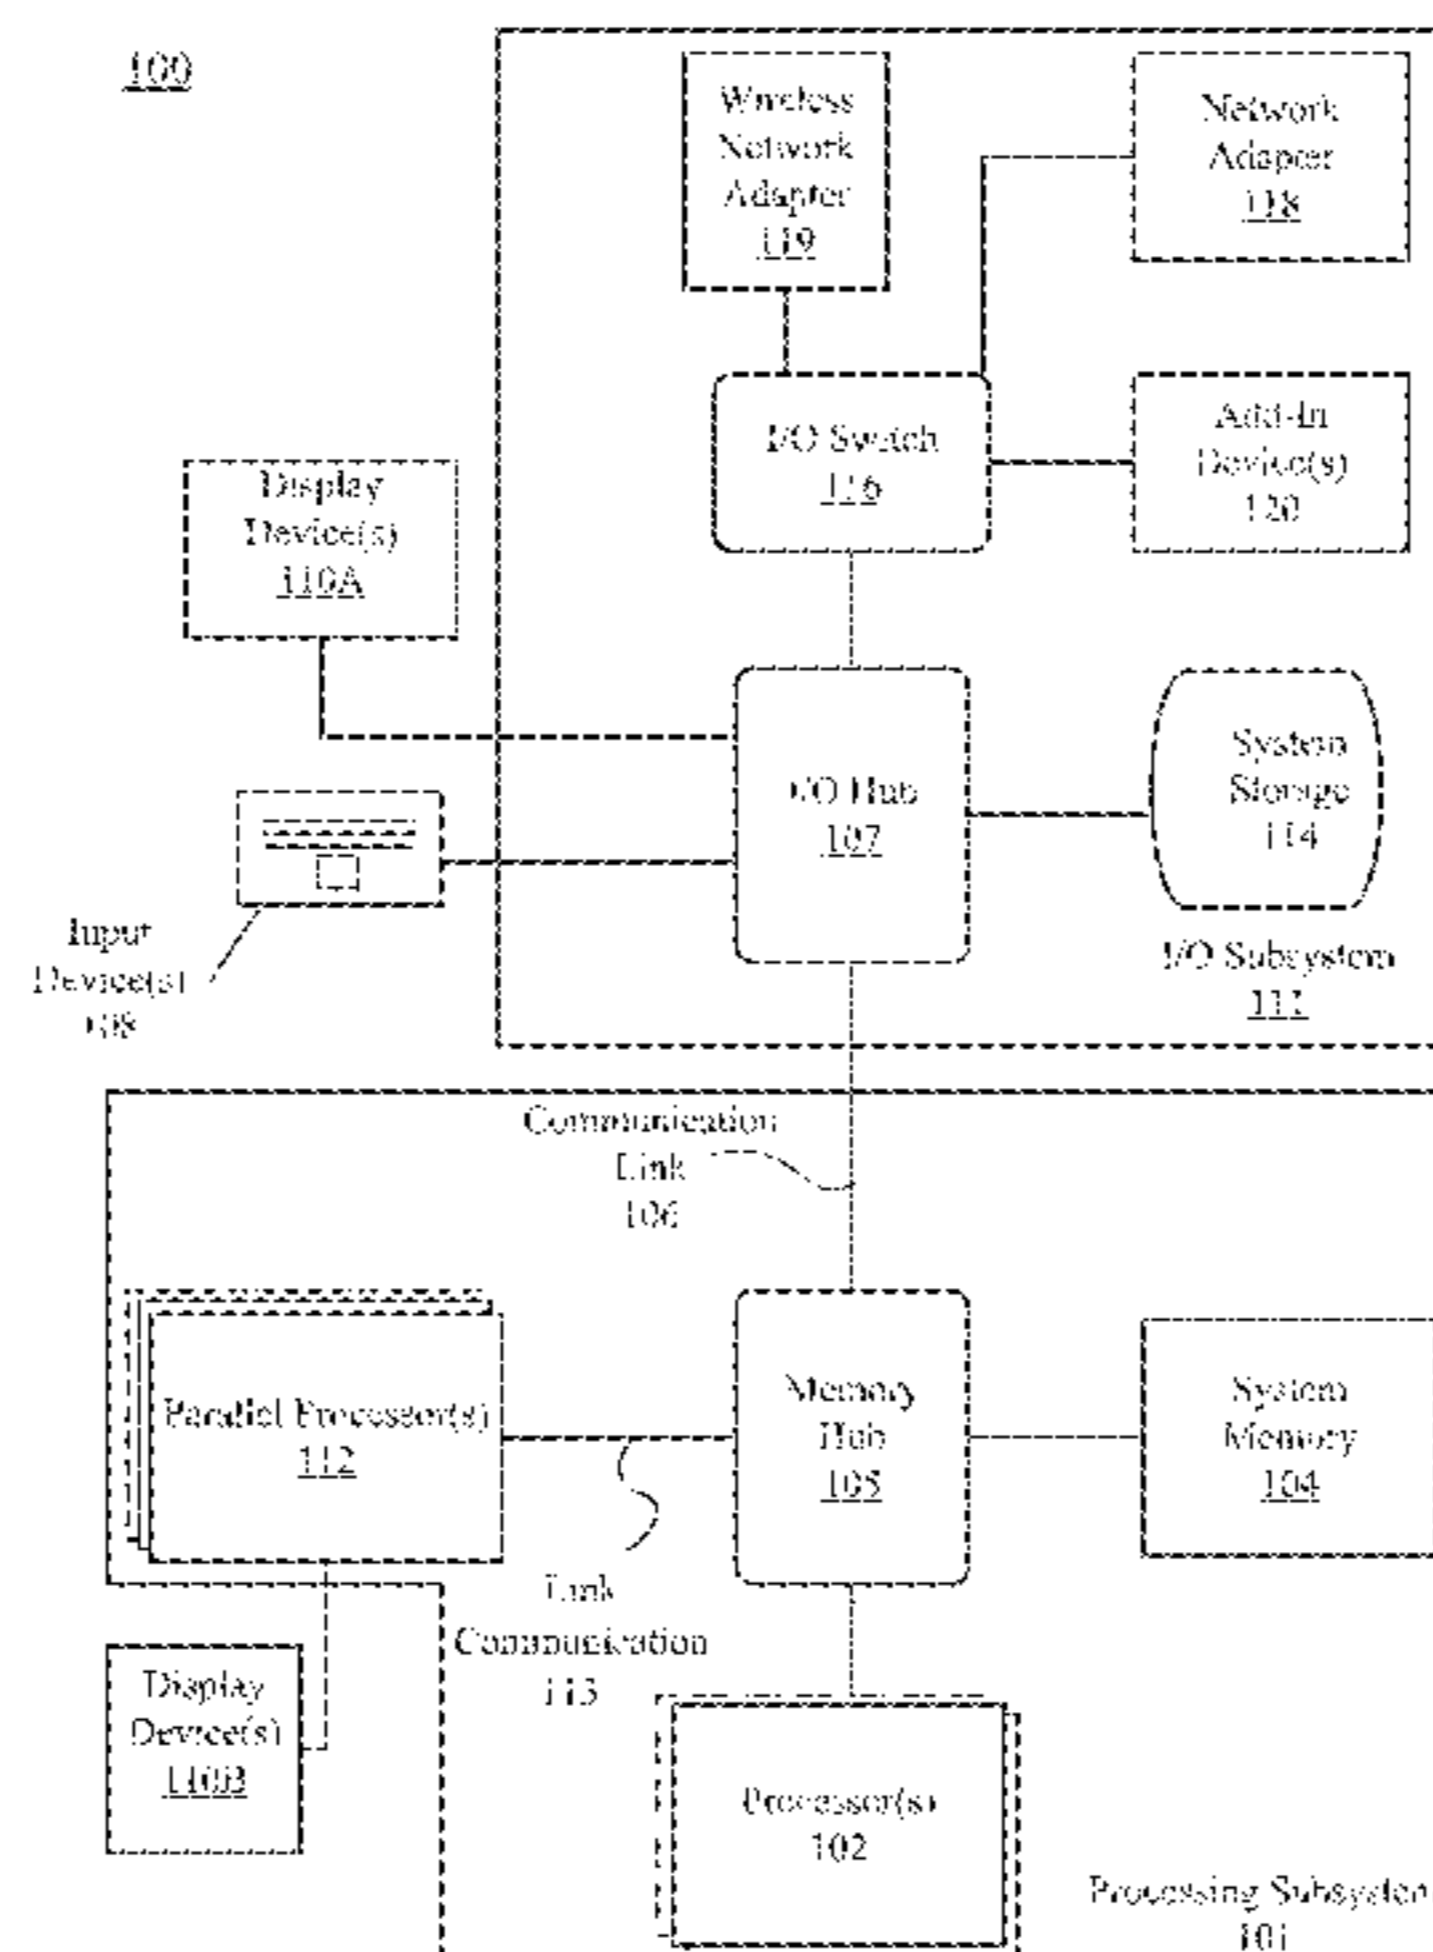 100
Wireless
Network
Adapter
119
Network
Adapter
118
I/O Switch
116
Add-In
Device(s)
120
Display
Device(s)
110A
I/O Hub
107
System
Storage
114
Input
Device(s)
108
I/O Subsystem
111
Communication
Link
106
Parallel Processor(s)
112
Memory
Hub
105
System
Memory
104
Link
Communication
113
Display
Device(s)
110B
Processor(s)
102
Processing Subsystem
101